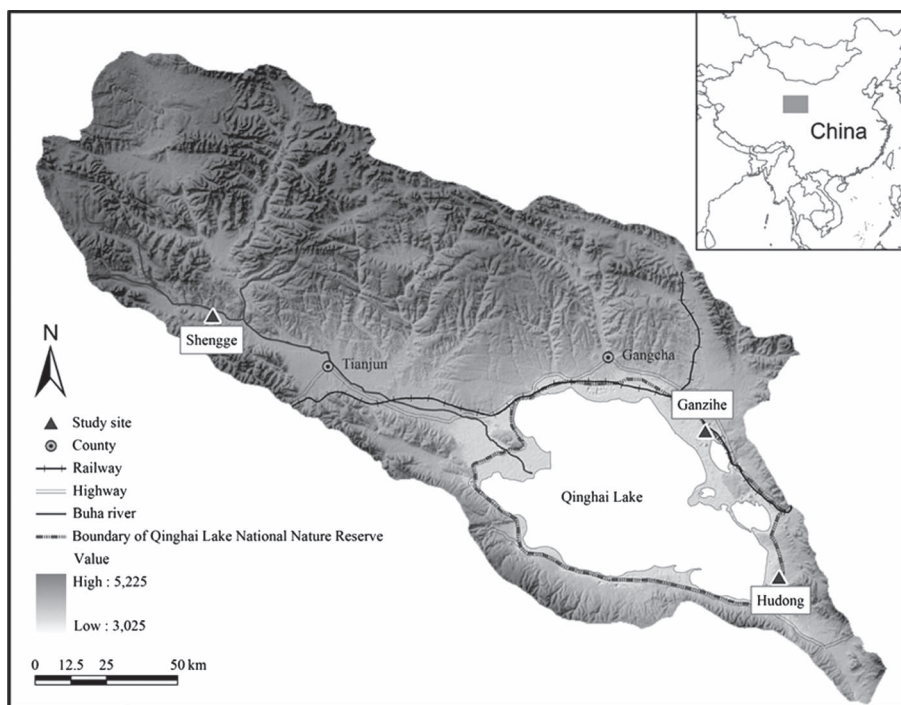 China
Shengge
Tianjun
Gangcha
Ganzihe
Qinghai Lake
Hudong
N
Study site
County
Railway
Highway
Buha river
Boundary of Qinghai Lake National Nature Reserve
Value
High : 5,225
Low : 3,025
0 12.5 25 50 km